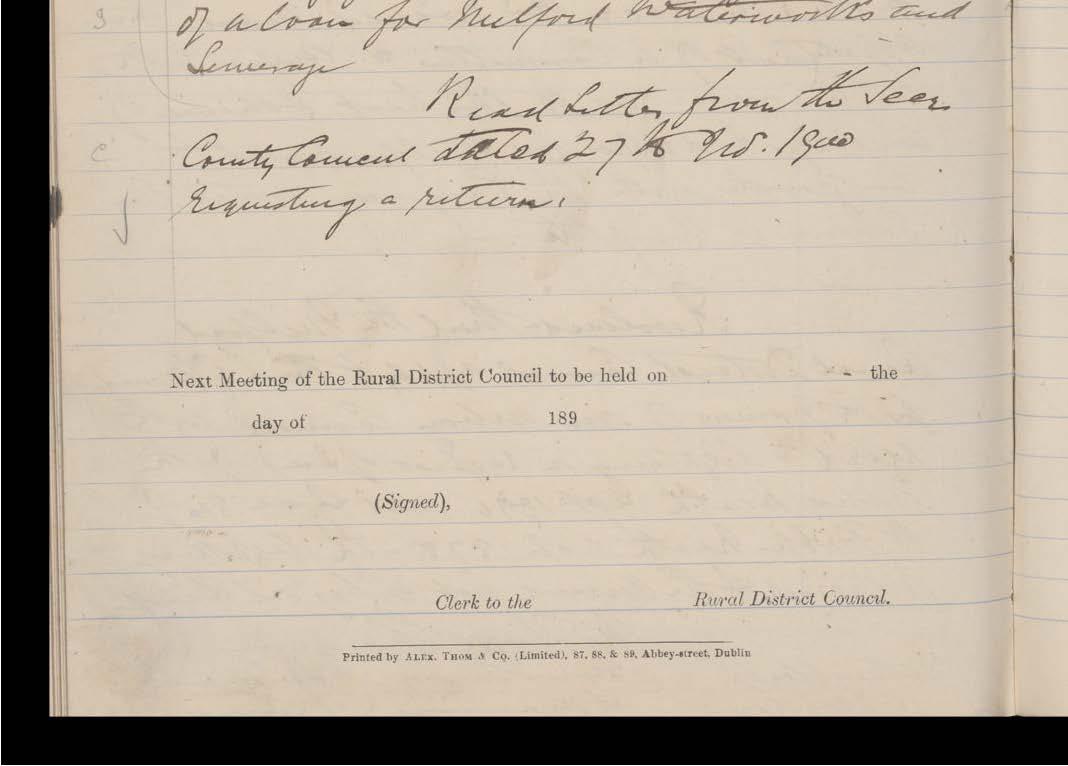 of a loan for Milford Waterworks and
Sewerage
Read Letter from the Secy
County Council dated 27th Nov. 1900
requesting a return.
Next Meeting of the Rural District Council to be held on - the
day of 189
(Signed),
Clerk to the Rural District Council.
Printed by ALEX. THOM & CO. (Limited), 87, 88, & 89, Abbey-street, Dublin